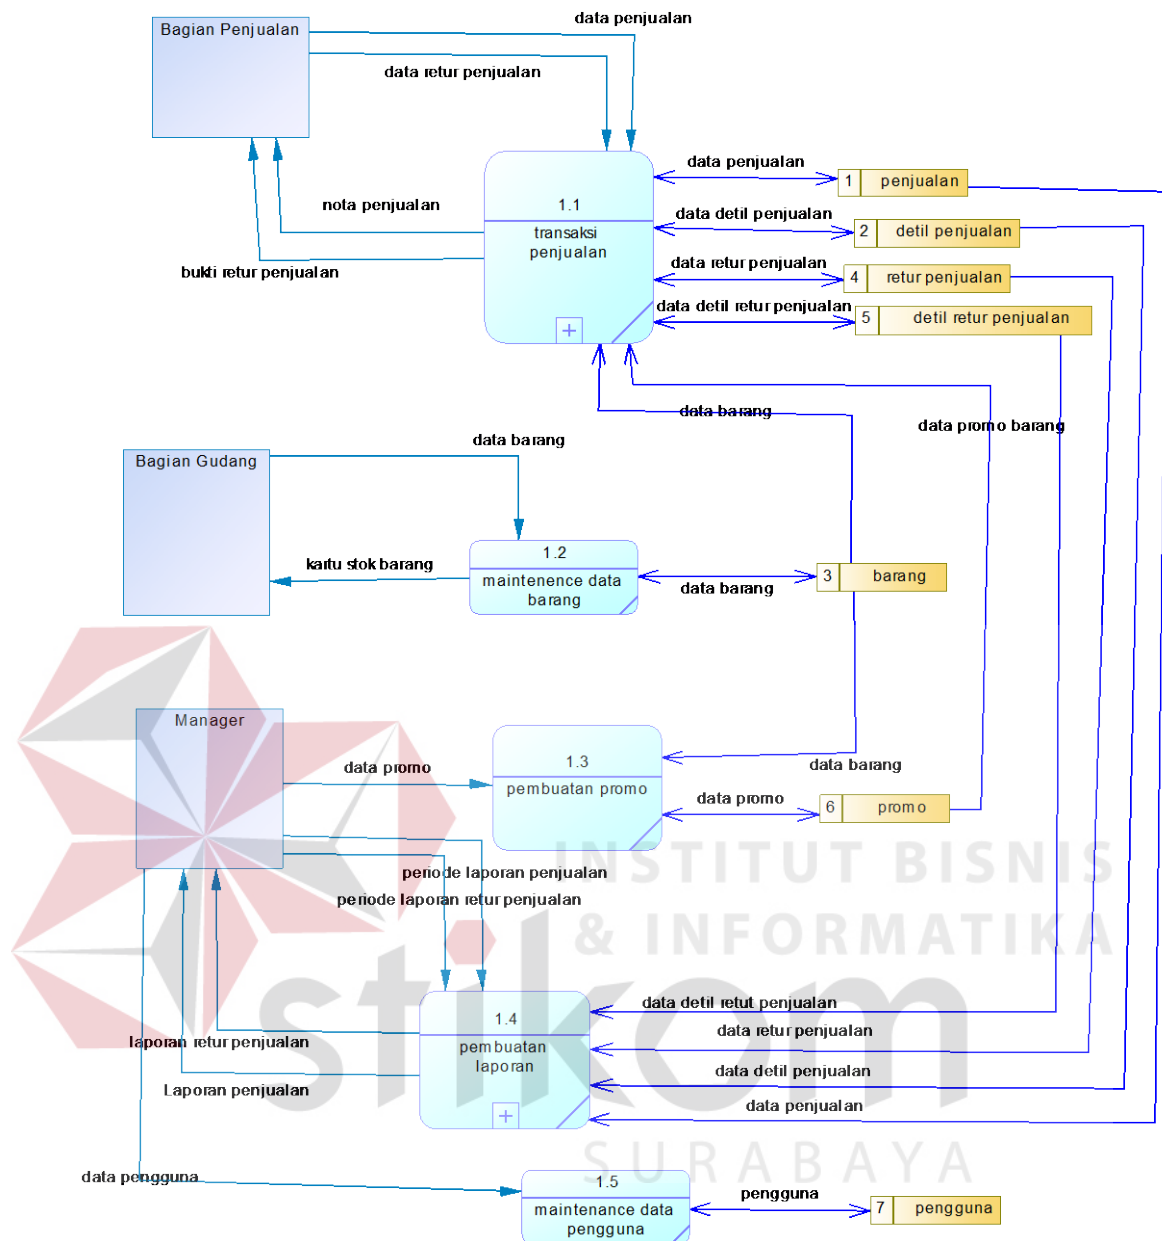 data penjualan
Bagian Penjualan
data retur penjualan
data penjualan
1 penjualan
1.1
transaksi
penjualan
nota penjualan
data detil penjualan
2 detil penjualan
bukti retur penjualan
data retur penjualan
4 retur penjualan
data detil retur penjualan
5 detil retur penjualan
+
data barang
data promo barang
data barang
Bagian Gudang
1.2
maintenence data
barang
kartu stok barang
data barang
3 barang
Manager
data promo
1.3
pembuatan promo
data barang
data promo
6 promo
periode laporan penjualan
periode laporan retur penjualan
INSTITUT BISNIS
& INFORMATIKA
stikom
SURABAYA
1.4
pembuatan
laporan
+
data detil retut penjualan
data retur penjualan
data detil penjualan
data penjualan
laporan retur penjualan
Laporan penjualan
data pengguna
1.5
maintenance data
pengguna
pengguna
7 pengguna